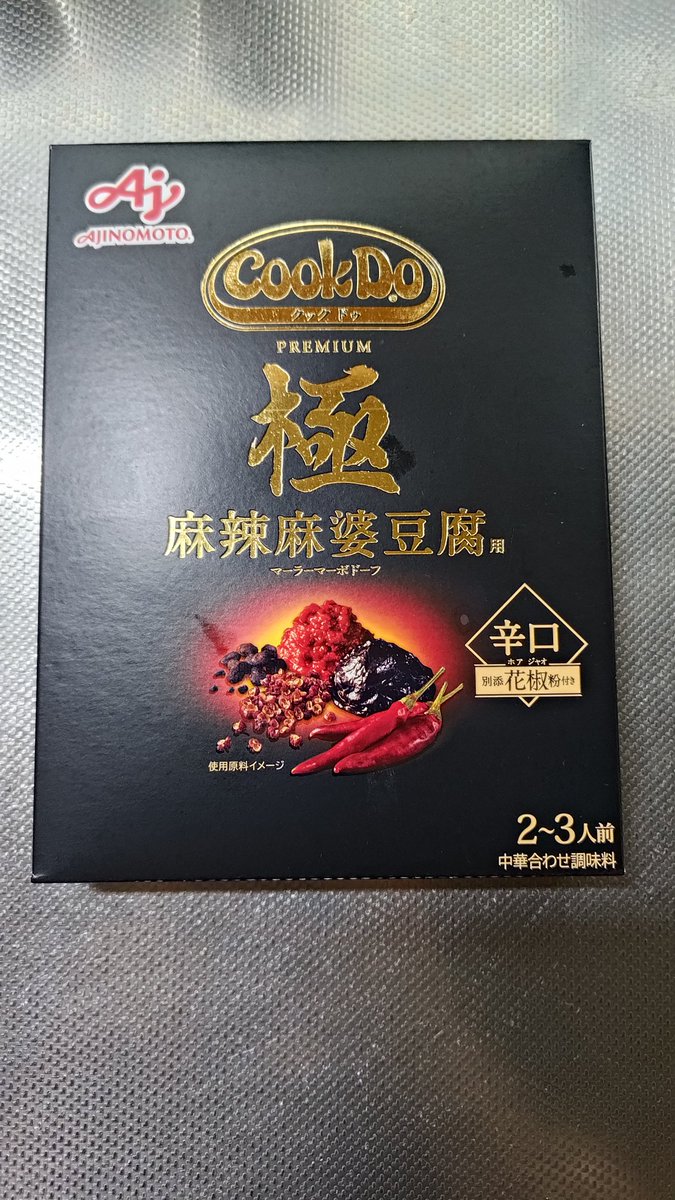 Aj
AJINOMOTO®
Cook Do®
クックドゥ
PREMIUM
極
麻辣麻婆豆腐用
マーラーマーボドーフ
辛口
ホアジャオ
別添花椒粉付き
使用原料イメージ
2~3人前
中華合わせ調味料